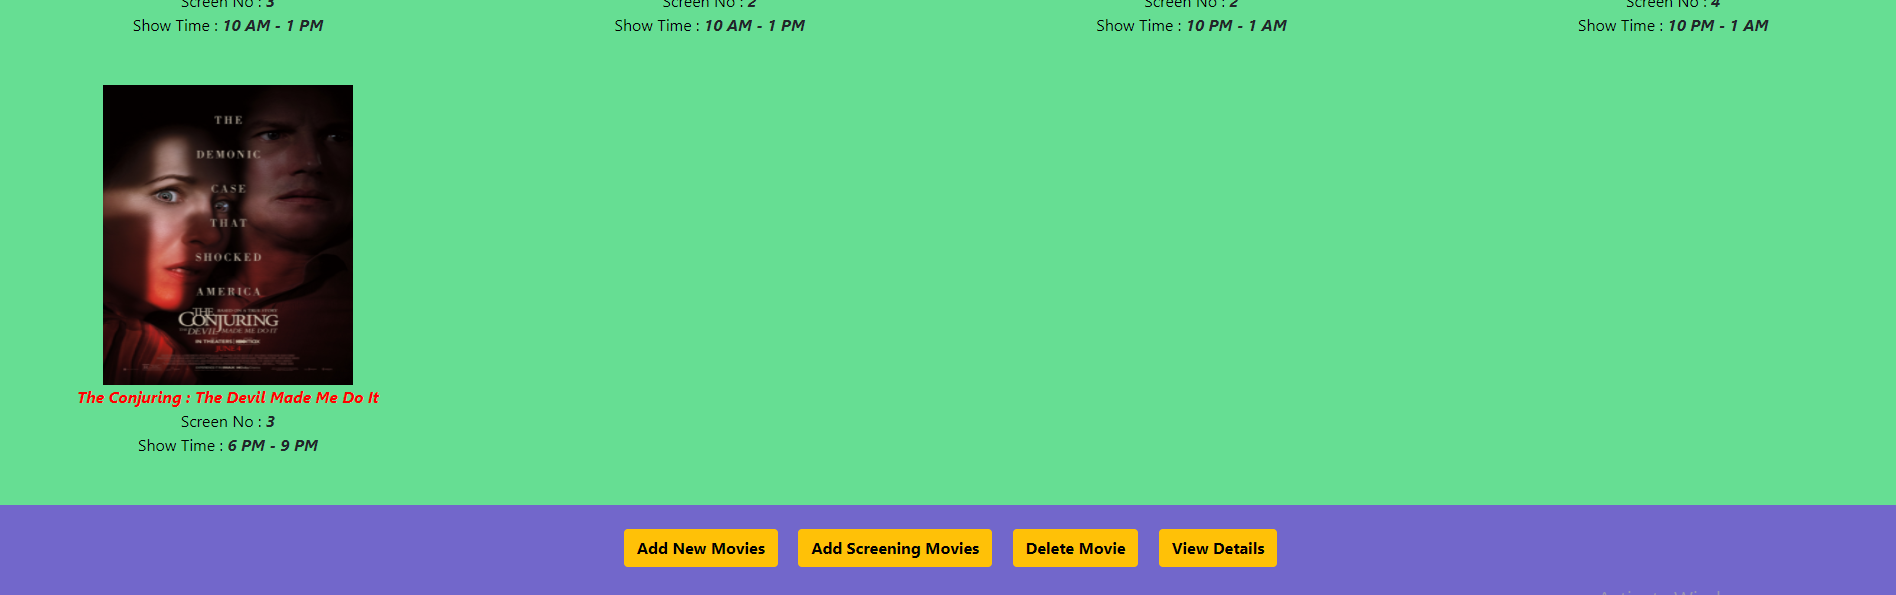 Screen No : 3
Screen No : 2
Screen No : 2
Screen No : 4
Show Time : 10 AM - 1 PM
Show Time : 10 AM - 1 PM
Show Time : 10 PM - 1 AM
Show Time : 10 PM - 1 AM
THE
DEMONIC
CASE
THAT
SHOCKED
AMERICA
BASED ON A TRUE STORY
THE
CONJURING
THE DEVIL MADE ME DO IT
IN THEATERS
JUNE 4
The Conjuring : The Devil Made Me Do It
Screen No : 3
Show Time : 6 PM - 9 PM
Add New Movies
Add Screening Movies
Delete Movie
View Details